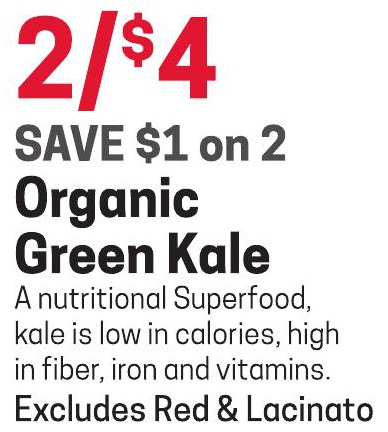 2/$4
SAVE $1 on 2
Organic
Green Kale
A nutritional Superfood,
kale is low in calories, high
in fiber, iron and vitamins.
Excludes Red & Lacinato